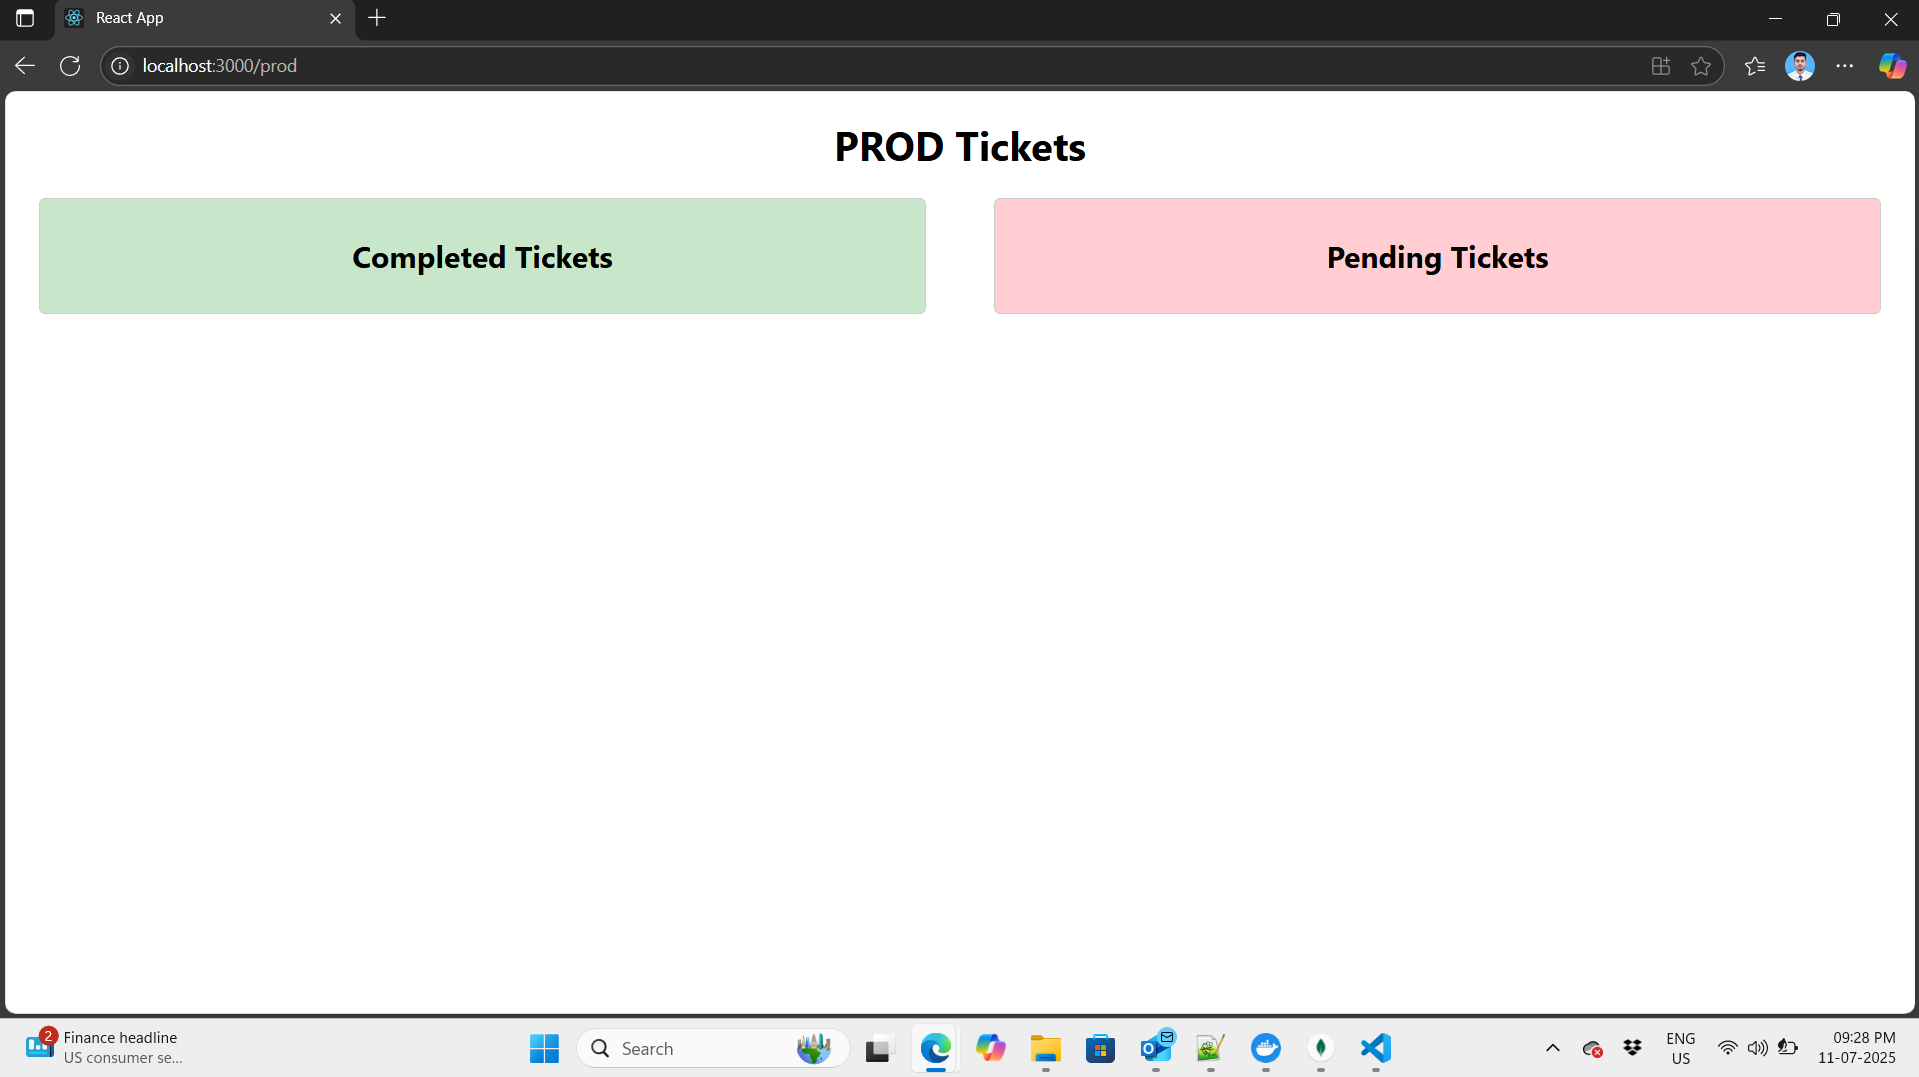 React App
localhost:3000/prod
PROD Tickets
Completed Tickets
Pending Tickets
2
Finance headline
US consumer se...
Search
ENG
US
09:28 PM
11-07-2025